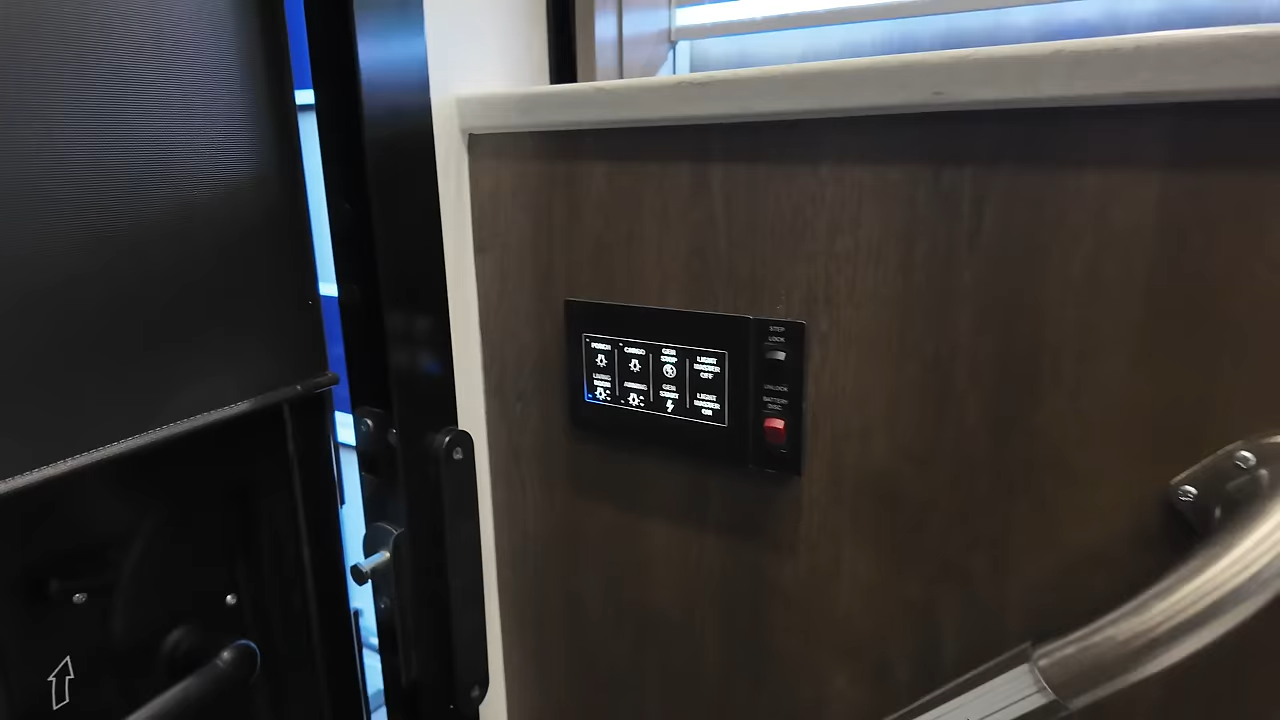 PORCH
CARGO
GEN
STOP
LIGHT
MASTER
OFF
LIVING
ROOM
AWNING
GEN
START
LIGHT
MASTER
ON
STEP
LOCK
UNLOCK
BATTERY
DISC